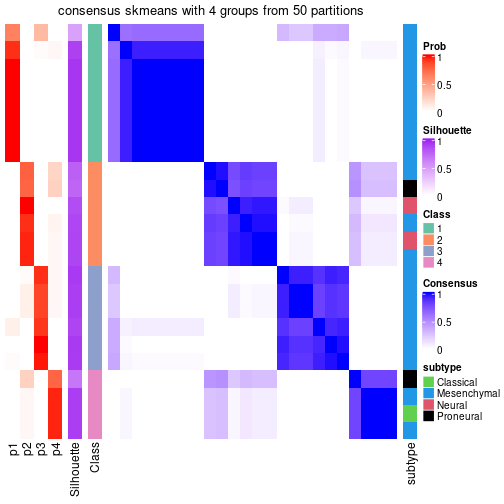 consensus skmeans with 4 groups from 50 partitions
Prob
1
0.5
0
Silhouette
1
0.5
0
Class
1
2
3
4
Consensus
1
0.5
0
subtype
Classical
Mesenchymal
Neural
Proneural
p1
p2
p3
p4
Silhouette
Class
subtype